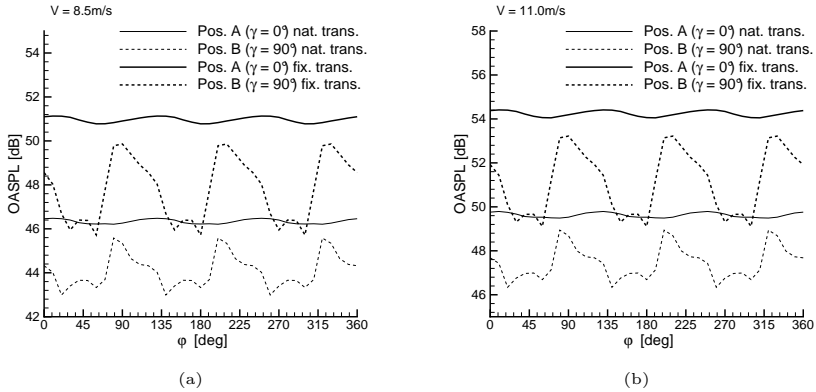 V = 8.5m/s
Pos. A (γ = 0°) nat. trans.
Pos. B (γ = 90°) nat. trans.
Pos. A (γ = 0°) fix. trans.
Pos. B (γ = 90°) fix. trans.
OASPL [dB]
54
52
50
48
46
44
42
0 45 90 135 180 225 270 315 360
φ [deg]
(a)
V = 11.0m/s
Pos. A (γ = 0°) nat. trans.
Pos. B (γ = 90°) nat. trans.
Pos. A (γ = 0°) fix. trans.
Pos. B (γ = 90°) fix. trans.
OASPL [dB]
58
56
54
52
50
48
46
0 45 90 135 180 225 270 315 360
φ [deg]
(b)